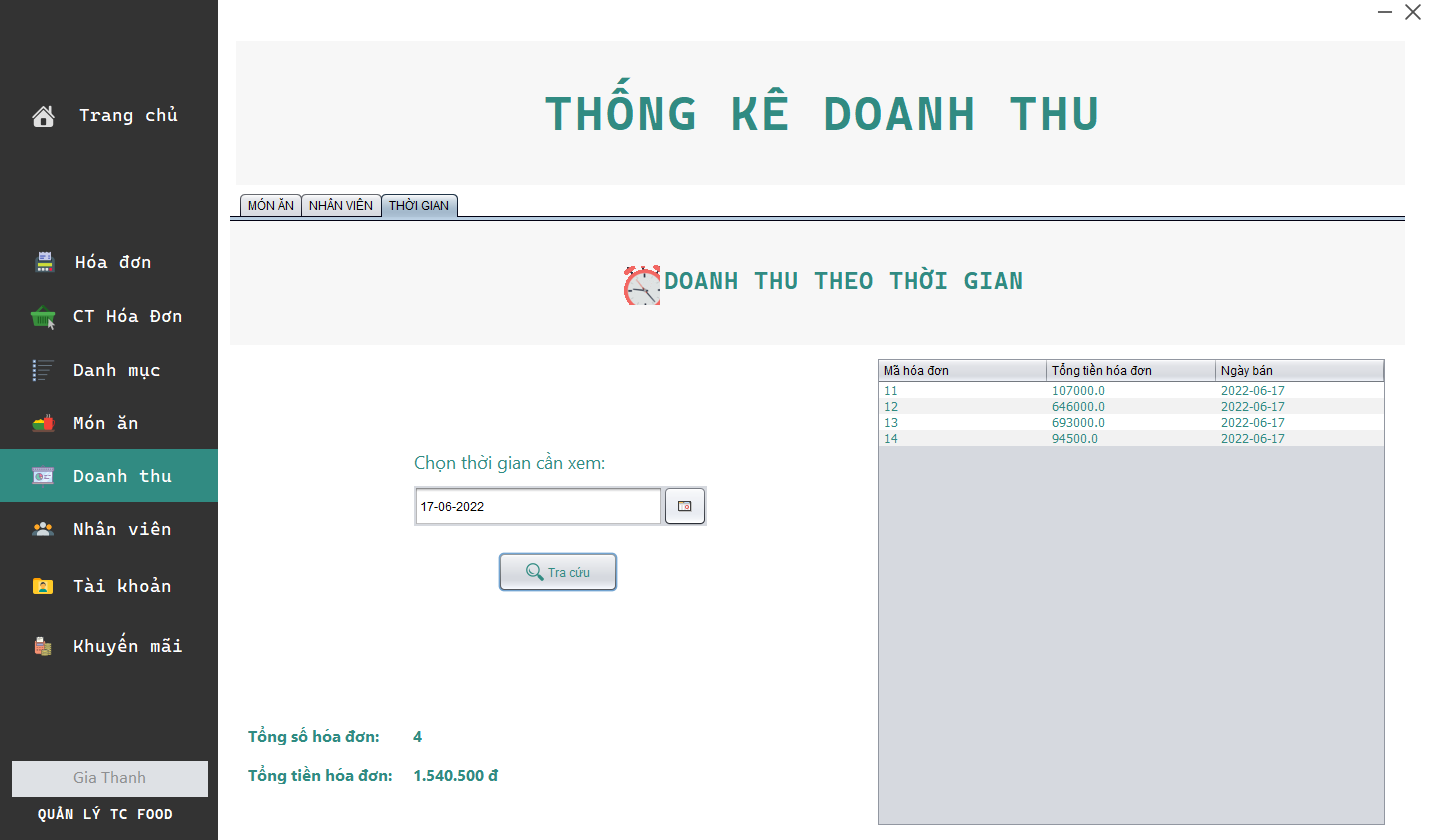 Trang chủ
Hóa đơn
CT Hóa Đơn
Danh mục
Món ăn
Doanh thu
Nhân viên
Tài khoản
Khuyến mãi
Gia Thanh
QUẢN LÝ TC FOOD
THỐNG KÊ DOANH THU
MÓN ĂN NHÂN VIÊN THỜI GIAN
DOANH THU THEO THỜI GIAN
Chọn thời gian cần xem:
17-06-2022
Tra cứu
Tổng số hóa đơn: 4
Tổng tiền hóa đơn: 1.540.500 đ
Mã hóa đơn Tổng tiền hóa đơn Ngày bán
11 107000.0 2022-06-17
12 646000.0 2022-06-17
13 693000.0 2022-06-17
14 94500.0 2022-06-17